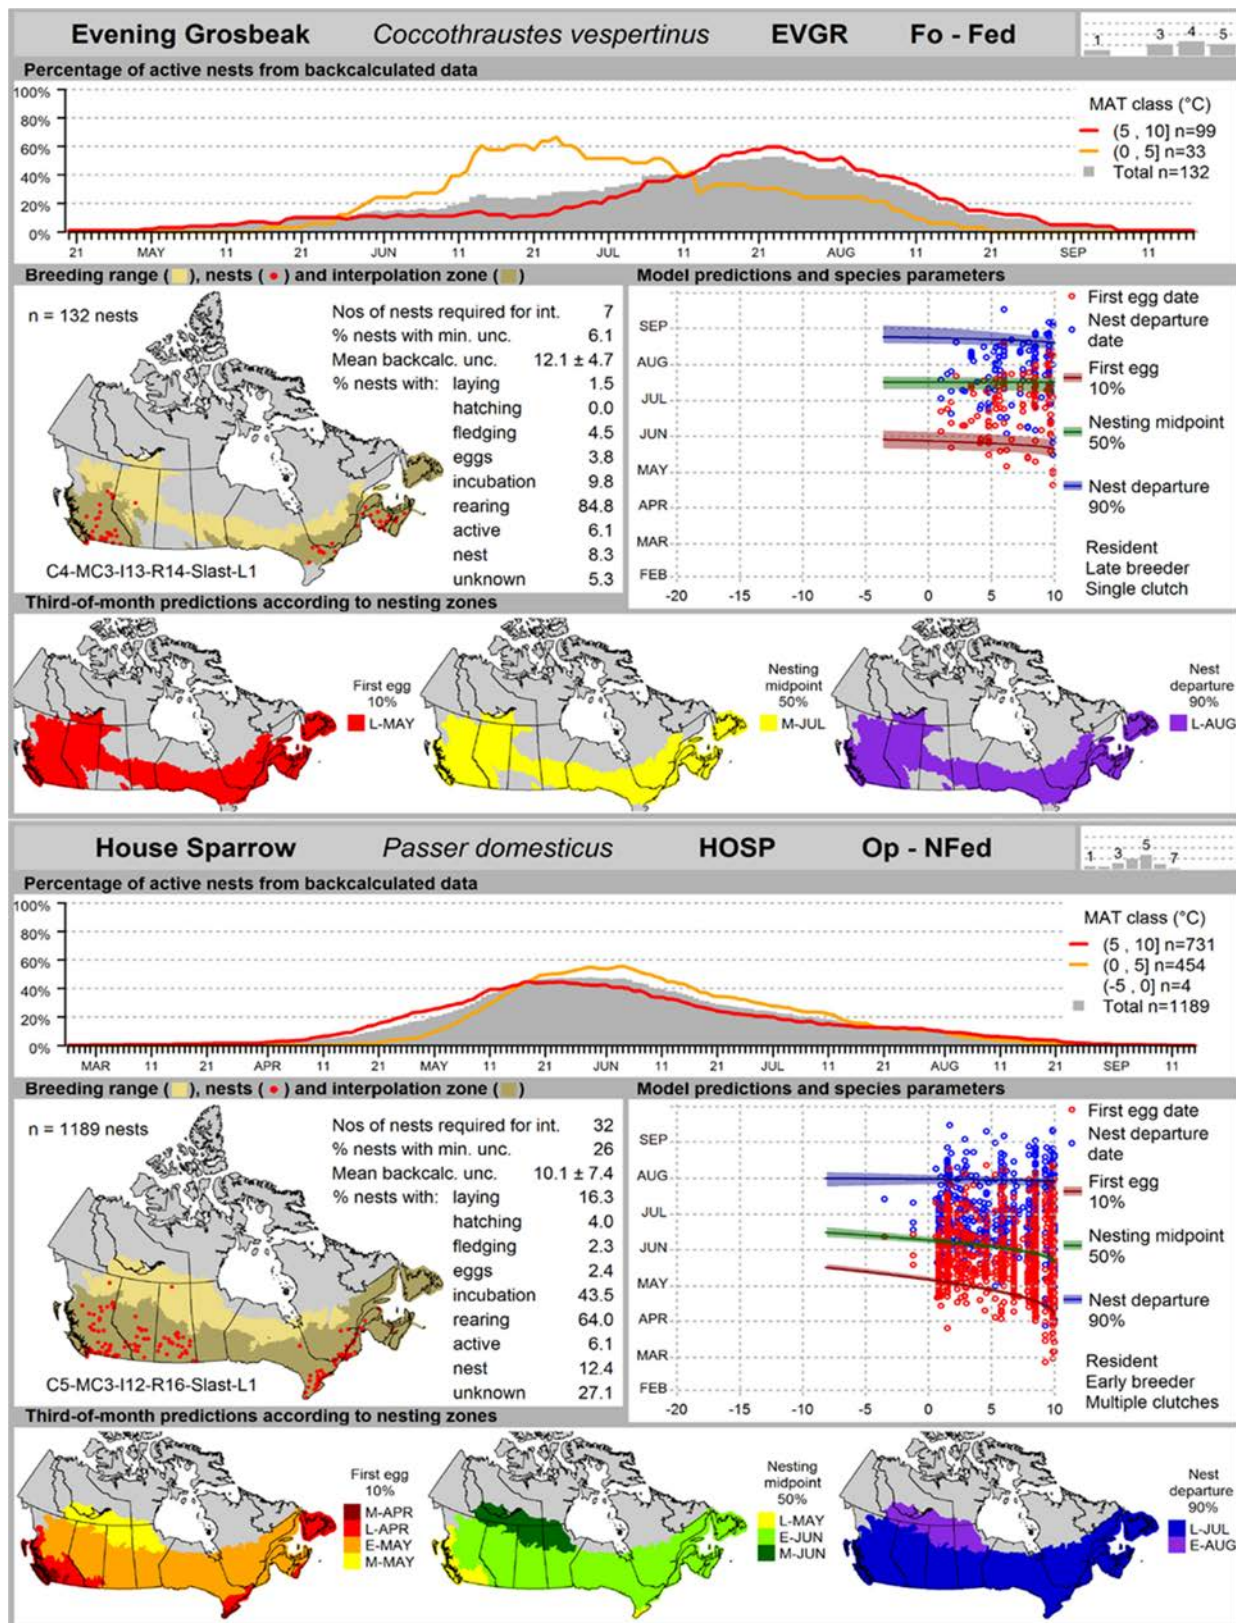 Evening Grosbeak Coccothraustes vespertinus EVGR Fo - Fed
1 3 4 5
Percentage of active nests from backcalculated data
100%
80%
60%
40%
20%
0%
MAT class (°C)
(5 , 10] n=99
(0 , 5] n=33
Total n=132
21 MAY 11 21 JUN 11 21 JUL 11 21 AUG 11 21 SEP 11
Breeding range ( ), nests ( ) and interpolation zone ( )
n = 132 nests
Nos of nests required for int. 7
% nests with min. unc. 6.1
Mean backcalc. unc. 12.1 ± 4.7
% nests with: laying 1.5
hatching 0.0
fledging 4.5
eggs 3.8
incubation 9.8
rearing 84.8
active 6.1
nest 8.3
unknown 5.3
C4-MC3-I13-R14-Slast-L1
Model predictions and species parameters
SEP
AUG
JUL
JUN
MAY
APR
MAR
FEB
-20 -15 -10 -5 0 5 10
First egg date
Nest departure
date
First egg
10%
Nesting midpoint
50%
Nest departure
90%
Resident
Late breeder
Single clutch
Third-of-month predictions according to nesting zones
First egg
10%
L-MAY
Nesting
midpoint
50%
M-JUL
Nest
departure
90%
L-AUG
House Sparrow Passer domesticus HOSP Op - NFed
1 3 5 7
Percentage of active nests from backcalculated data
100%
80%
60%
40%
20%
0%
MAT class (°C)
(5 , 10] n=731
(0 , 5] n=454
(-5 , 0] n=4
Total n=1189
MAR 11 21 APR 11 21 MAY 11 21 JUN 11 21 JUL 11 21 AUG 11 21 SEP 11
Breeding range ( ), nests ( ) and interpolation zone ( )
n = 1189 nests
Nos of nests required for int. 32
% nests with min. unc. 26
Mean backcalc. unc. 10.1 ± 7.4
% nests with: laying 16.3
hatching 4.0
fledging 2.3
eggs 2.4
incubation 43.5
rearing 64.0
active 6.1
nest 12.4
unknown 27.1
C5-MC3-I12-R16-Slast-L1
Model predictions and species parameters
SEP
AUG
JUL
JUN
MAY
APR
MAR
FEB
-20 -15 -10 -5 0 5 10
First egg date
Nest departure
date
First egg
10%
Nesting midpoint
50%
Nest departure
90%
Resident
Early breeder
Multiple clutches
Third-of-month predictions according to nesting zones
First egg
10%
M-APR
L-APR
E-MAY
M-MAY
Nesting
midpoint
50%
L-MAY
E-JUN
M-JUN
Nest
departure
90%
L-JUL
E-AUG